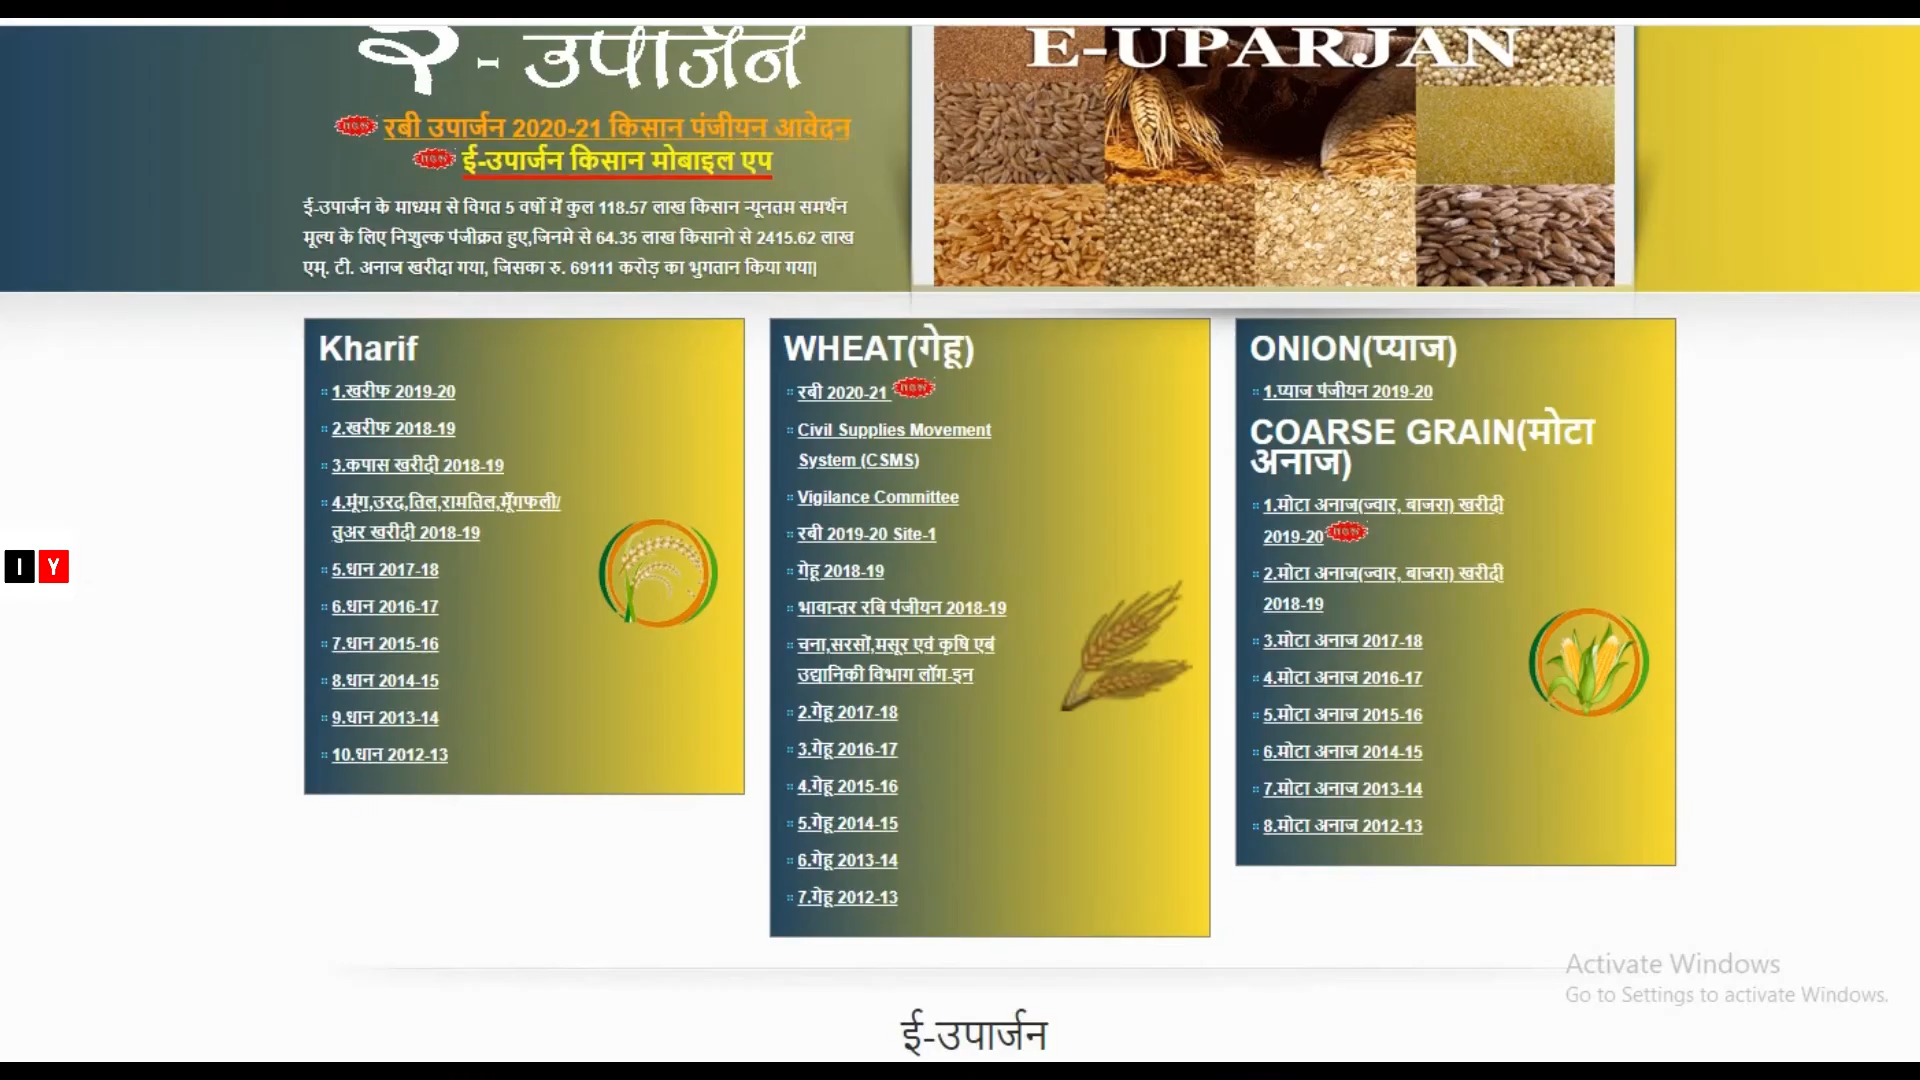 ई- उपार्जन
E-UPARJAN
new रबी उपार्जन 2020-21 किसान पंजीयन आवेदन
new ई-उपार्जन किसान मोबाइल एप
ई-उपार्जन के माध्यम से विगत 5 वर्षो में कुल 118.57 लाख किसान न्यूनतम समर्थन
मूल्य के लिए निशुल्क पंजीक्रत हुए,जिनमे से 64.35 लाख किसानो से 2415.62 लाख
एम्. टी. अनाज खरीदा गया, जिसका रु. 69111 करोड़ का भुगतान किया गया|
Kharif
1.खरीफ 2019-20
2.खरीफ 2018-19
3.कपास खरीदी 2018-19
4.मूंग,उरद,तिल,रामतिल,मूँगफली/
तुअर खरीदी 2018-19
5.धान 2017-18
6.धान 2016-17
7.धान 2015-16
8.धान 2014-15
9.धान 2013-14
10.धान 2012-13
WHEAT(गेहू)
रबी 2020-21 new
Civil Supplies Movement
System (CSMS)
Vigilance Committee
रबी 2019-20 Site-1
गेहू 2018-19
भावान्तर रबि पंजीयन 2018-19
चना,सरसों,मसूर एवं कृषि एबं
उद्यानिकी विभाग लॉग-इन
2.गेहू 2017-18
3.गेहू 2016-17
4.गेहू 2015-16
5.गेहू 2014-15
6.गेहू 2013-14
7.गेहू 2012-13
ONION(प्याज)
1.प्याज पंजीयन 2019-20
COARSE GRAIN(मोटा
अनाज)
1.मोटा अनाज(ज्वार, बाजरा) खरीदी
2019-20 new
2.मोटा अनाज(ज्वार, बाजरा) खरीदी
2018-19
3.मोटा अनाज 2017-18
4.मोटा अनाज 2016-17
5.मोटा अनाज 2015-16
6.मोटा अनाज 2014-15
7.मोटा अनाज 2013-14
8.मोटा अनाज 2012-13
I Y
Activate Windows
Go to Settings to activate Windows.
ई-उपार्जन